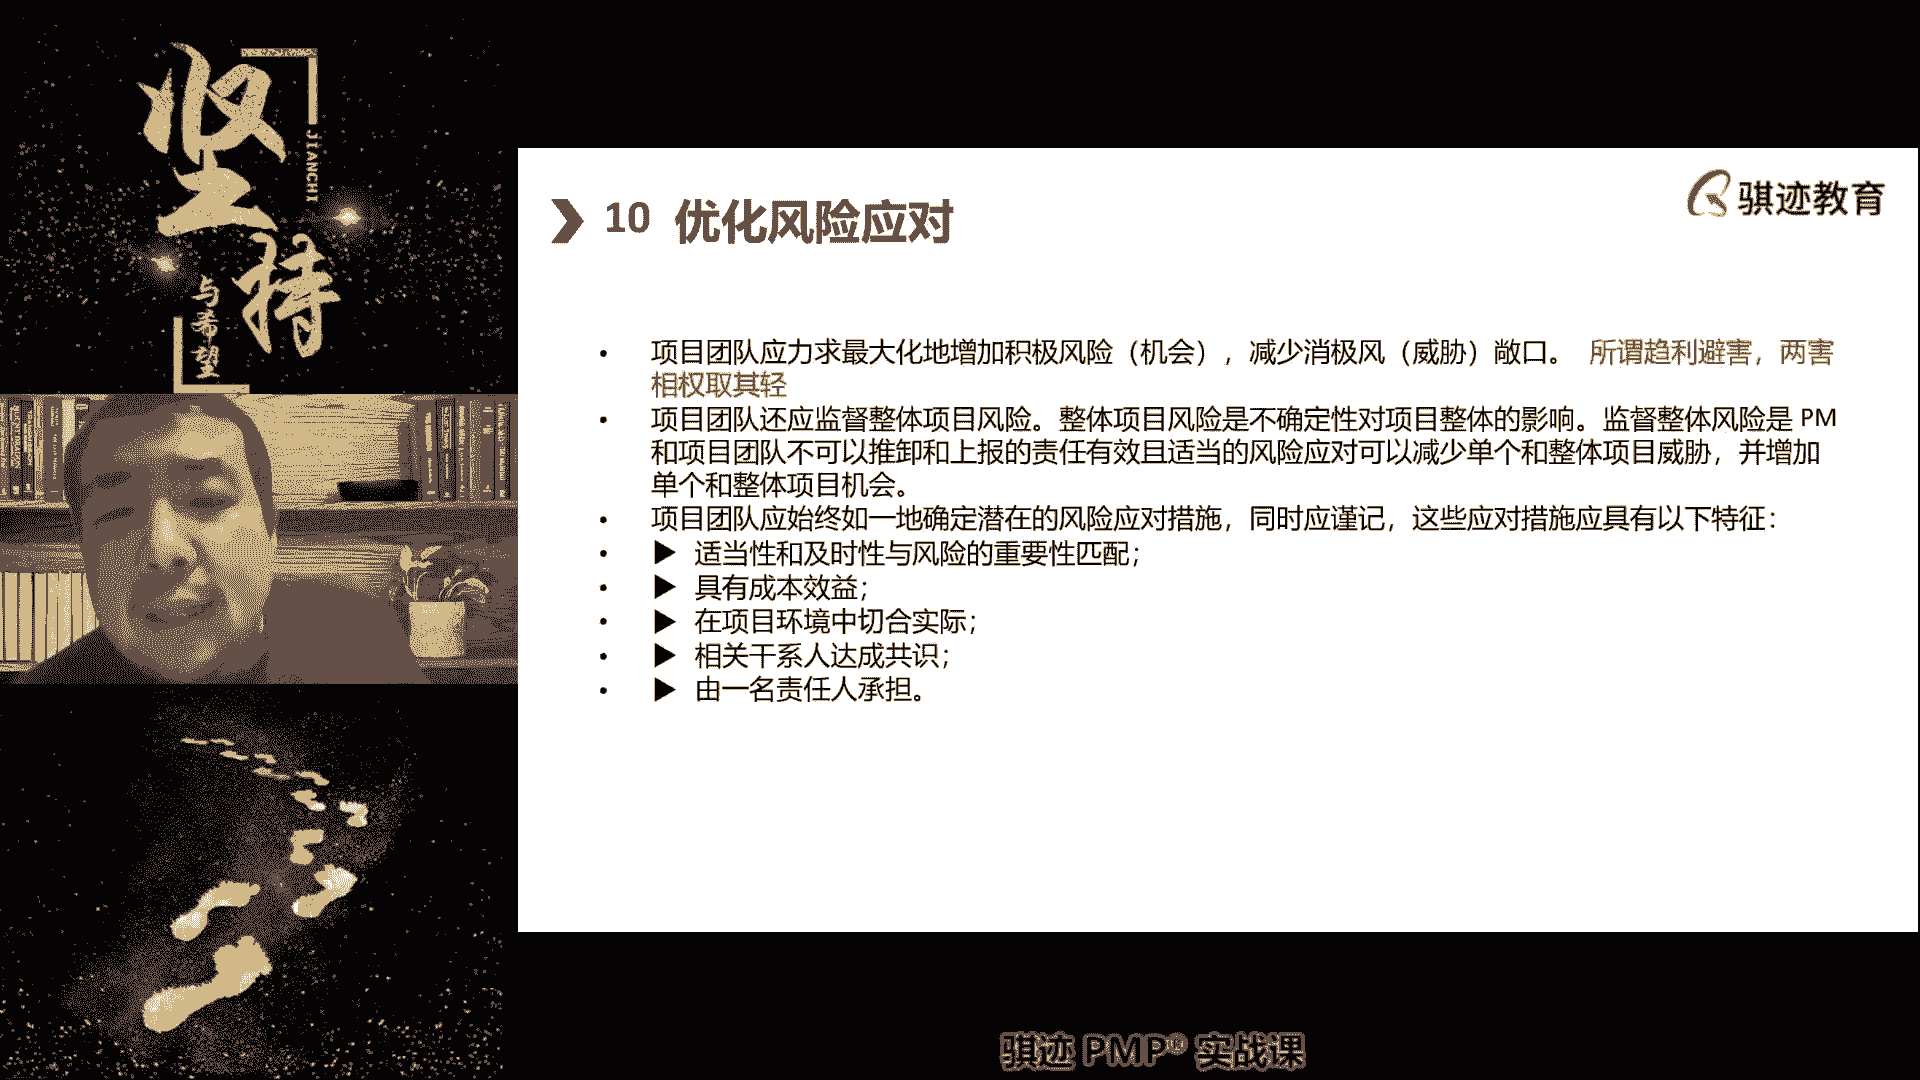 坚持
JIANCHI
与希望
骐迹教育
10 优化风险应对
• 项目团队应力求最大化地增加积极风险（机会），减少消极风（威胁）敞口。 所谓趋利避害，两害
相权取其轻
• 项目团队还应监督整体项目风险。整体项目风险是不确定性对项目整体的影响。监督整体风险是 PM
和项目团队不可以推卸和上报的责任有效且适当的风险应对可以减少单个和整体项目威胁，并增加
单个和整体项目机会。
• 项目团队应始终如一地确定潜在的风险应对措施，同时应谨记，这些应对措施应具有以下特征：
• ▶ 适当性和及时性与风险的重要性匹配；
• ▶ 具有成本效益；
• ▶ 在项目环境中切合实际；
• ▶ 相关干系人达成共识；
• ▶ 由一名责任人承担。
骐迹 PMP® 实战课